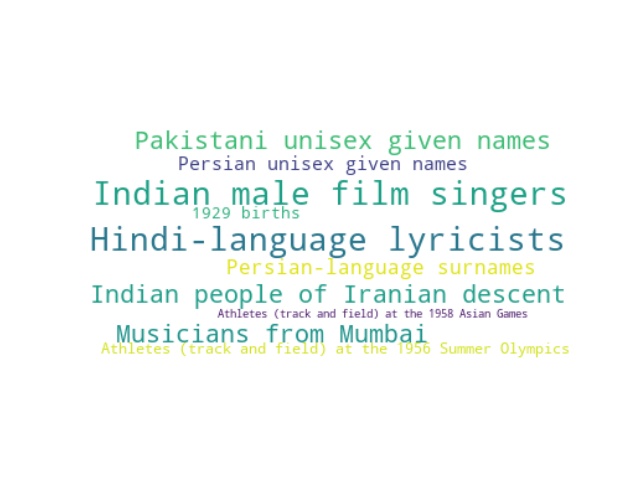 Pakistani unisex given names
Persian unisex given names
Indian male film singers
1929 births
Hindi-language lyricists
Persian-language surnames
Indian people of Iranian descent
Athletes (track and field) at the 1958 Asian Games
Musicians from Mumbai
Athletes (track and field) at the 1956 Summer Olympics